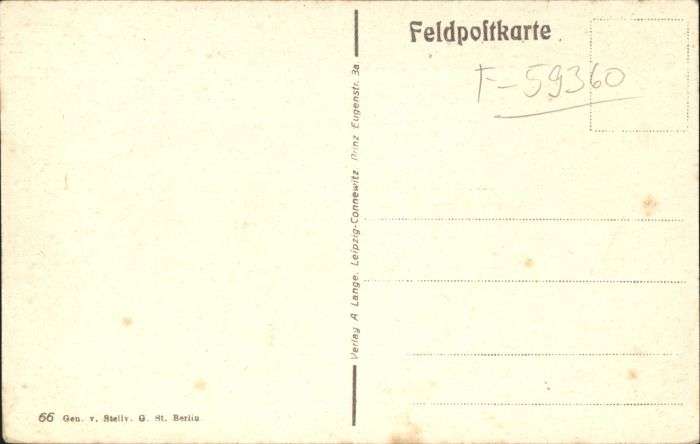 Feldpostkarte
F-59360
Verlag A Lange, Leipzig-Connewitz Prinz Eugenstr. 3a
66 Gen. v. Stellv. G. St. Berlin